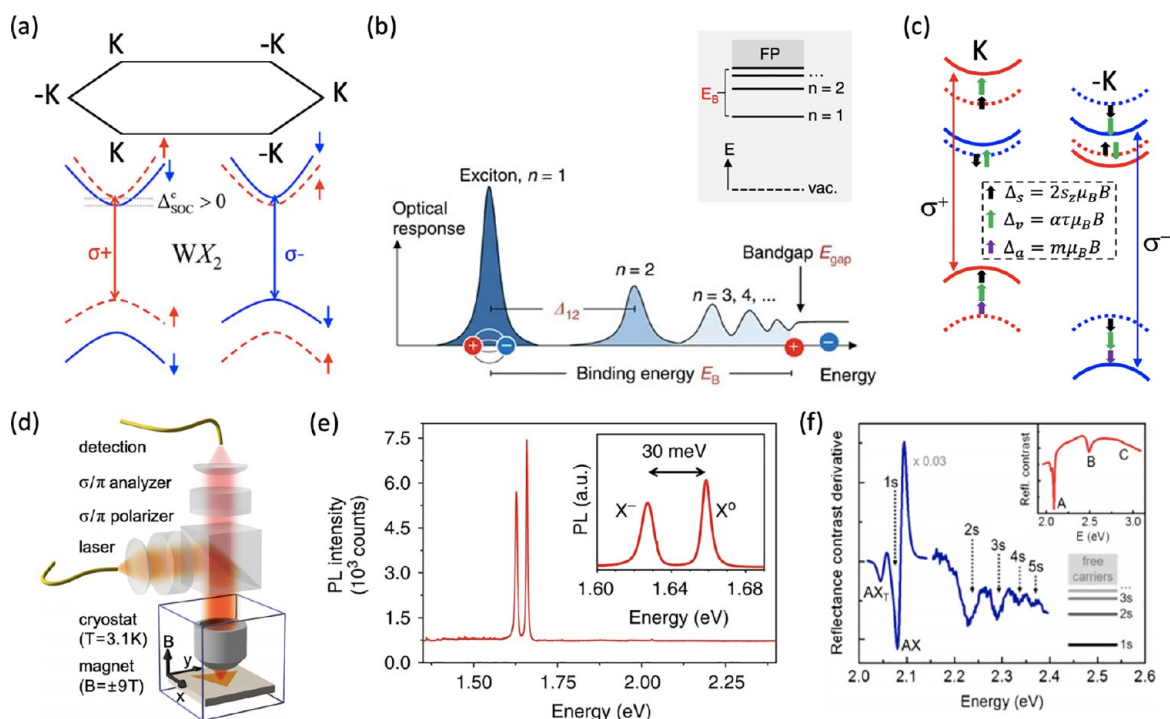 (a)
K
-K
-K
K
K
-K
Δ^c_SOC > 0
σ+
WX₂
σ-
(b)
FP
...
E_B
n = 2
n = 1
E
vac.
Exciton, n = 1
Optical
response
n = 2
Bandgap E_gap
n = 3, 4, ...
Δ₁₂
+
−
+
−
Binding energy E_B
Energy
(c)
K
-K
Δ_s = 2s_zμ_BB
Δ_v = ατμ_BB
Δ_a = mμ_BB
σ⁺
σ⁻
(d)
detection
σ/π analyzer
σ/π polarizer
laser
cryostat
(T=3.1K)
magnet
(B=±9T)
B
y
x
(e)
PL intensity
(10³ counts)
7.5
6.0
4.5
3.0
1.5
0.0
1.50
1.75
2.00
2.25
Energy (eV)
30 meV
X⁻
X⁰
PL (a.u.)
1.60
1.64
1.68
Energy (eV)
(f)
Reflectance contrast derivative
x 0.03
1s
2s
3s
4s
5s
AX_T
AX
2.0
2.1
2.2
2.3
2.4
2.5
2.6
Energy (eV)
Refl. contrast
A
B
C
2.0
2.5
3.0
E (eV)
free
carriers
...
3s
2s
1s